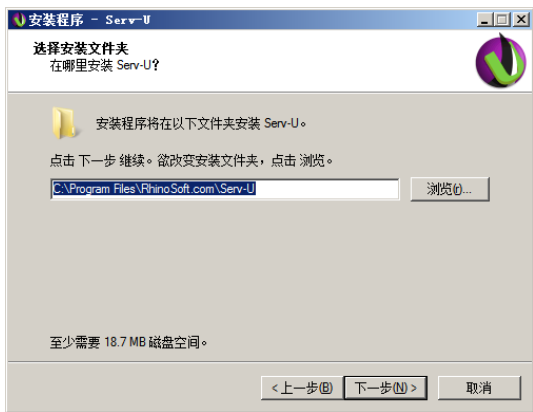 安装程序 - Serv-U
选择安装文件夹
在哪里安装 Serv-U?
安装程序将在以下文件夹安装 Serv-U。
点击 下一步 继续。欲改变安装文件夹，点击 浏览。
C:\Program Files\RhinoSoft.com\Serv-U
浏览(r)...
至少需要 18.7 MB 磁盘空间。
<上一步(B)
下一步(N)>
取消